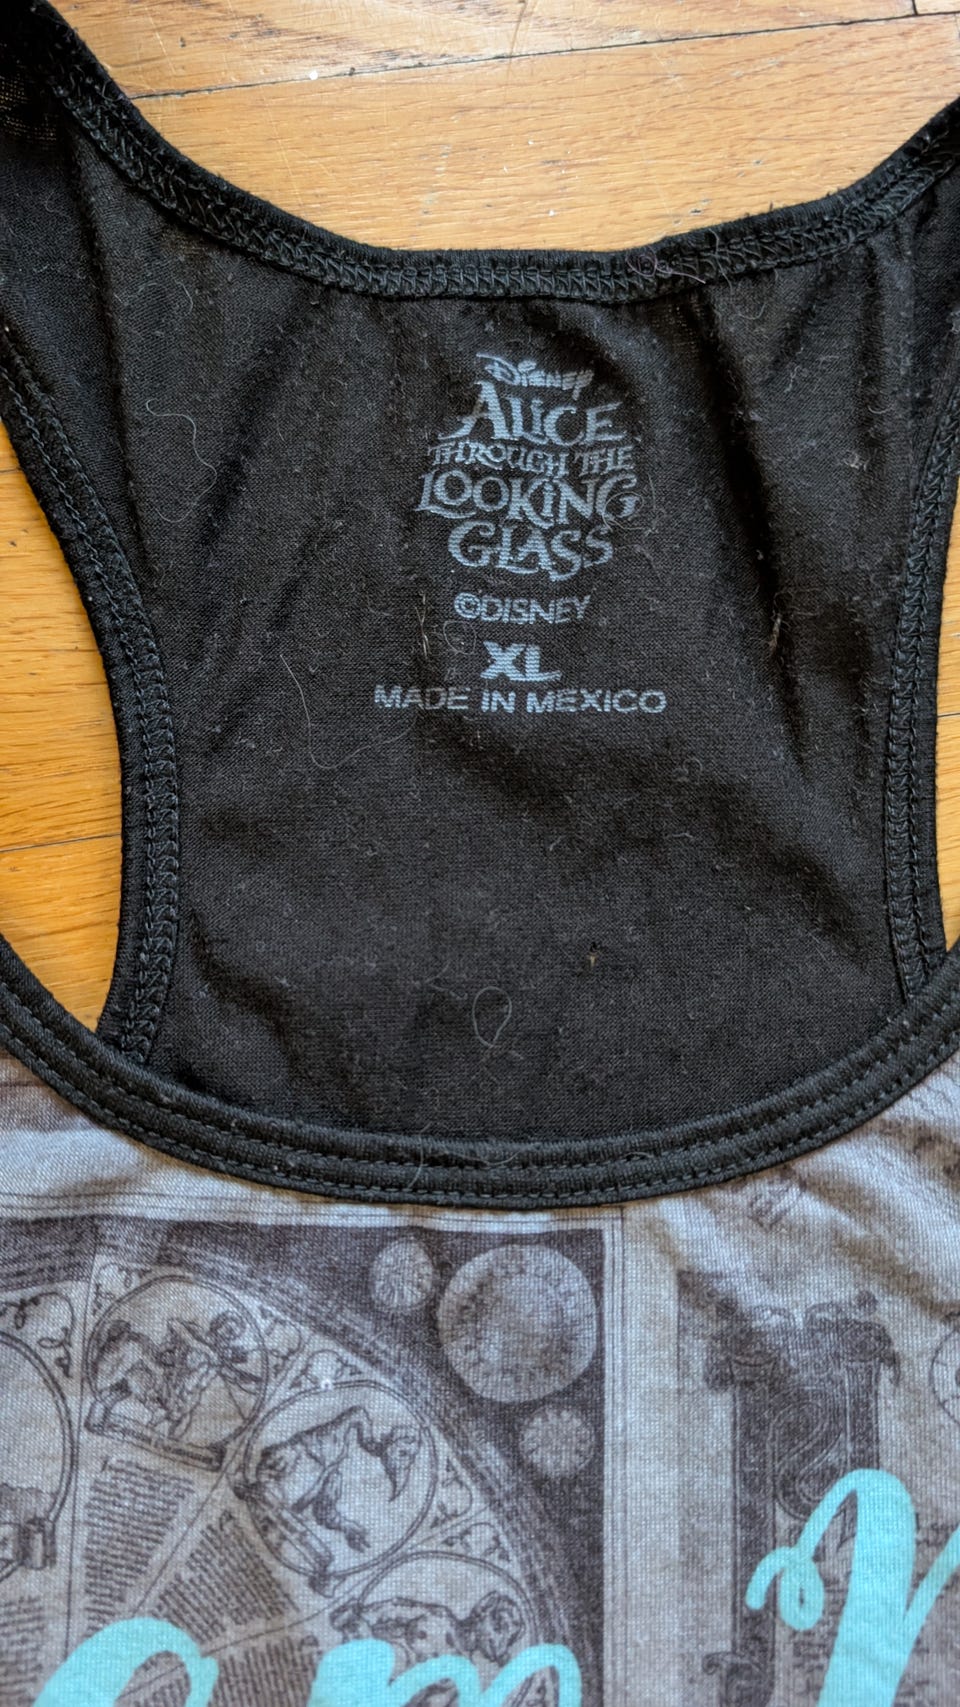 Disney
ALICE
THROUGH THE
LOOKING
GLASS
©DISNEY
XL
MADE IN MEXICO